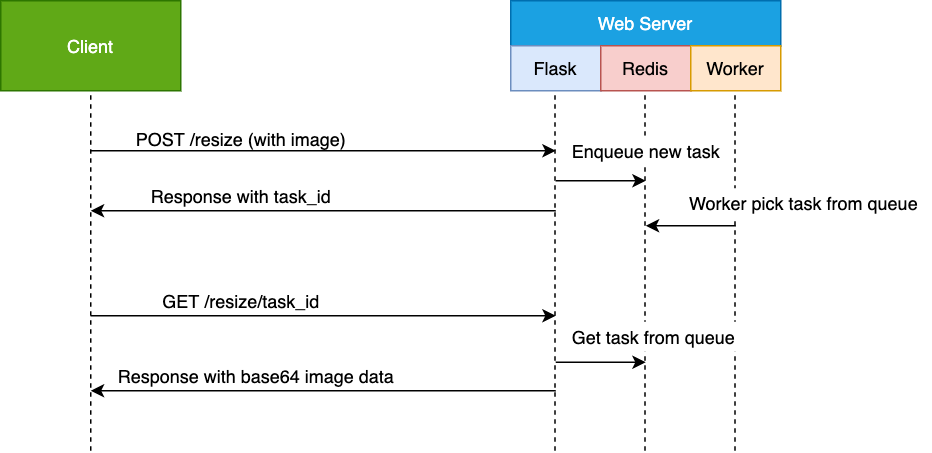 Client
Web Server
Flask
Redis
Worker
POST /resize (with image)
Enqueue new task
Response with task_id
Worker pick task from queue
GET /resize/task_id
Get task from queue
Response with base64 image data